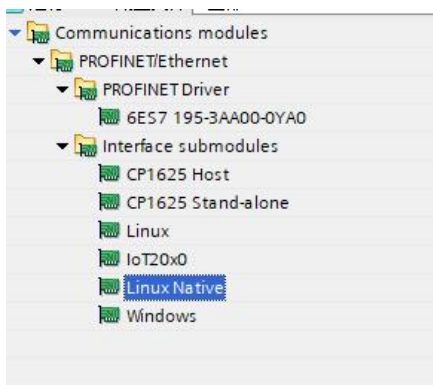 Communications modules
PROFINET/Ethernet
PROFINET Driver
6ES7 195-3AA00-0YA0
Interface submodules
CP1625 Host
CP1625 Stand-alone
Linux
IoT20x0
Linux Native
Windows